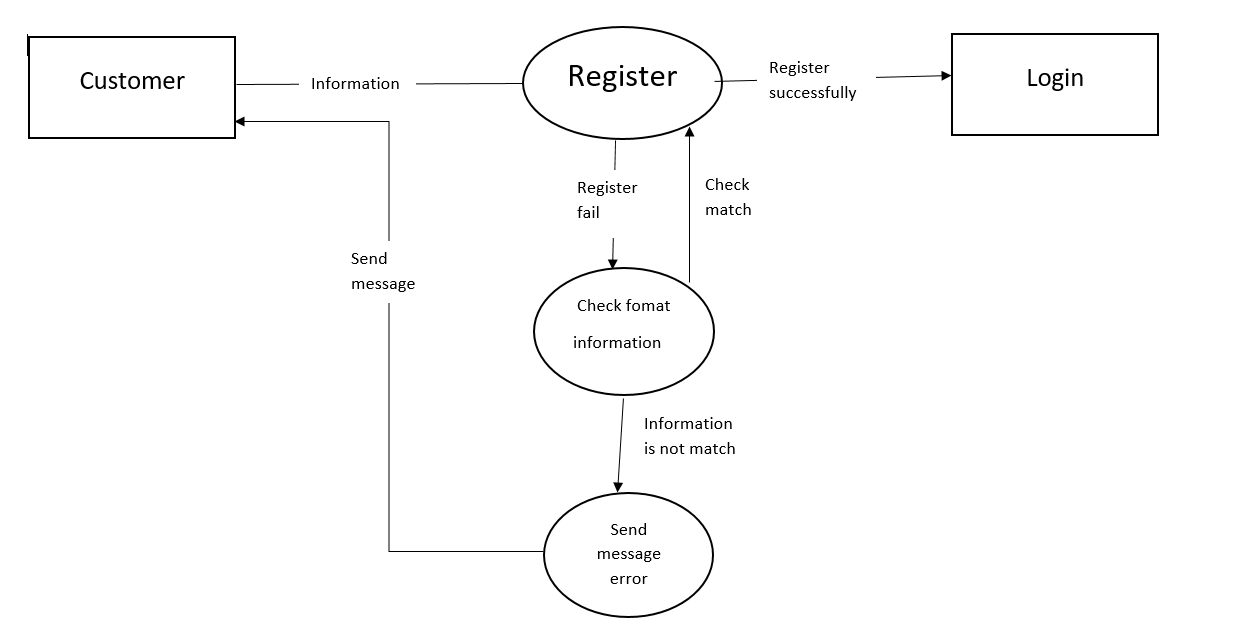 Customer
Information
Register
Register
successfully
Login
Register
fail
Check
match
Send
message
Check fomat
information
Information
is not match
Send
message
error